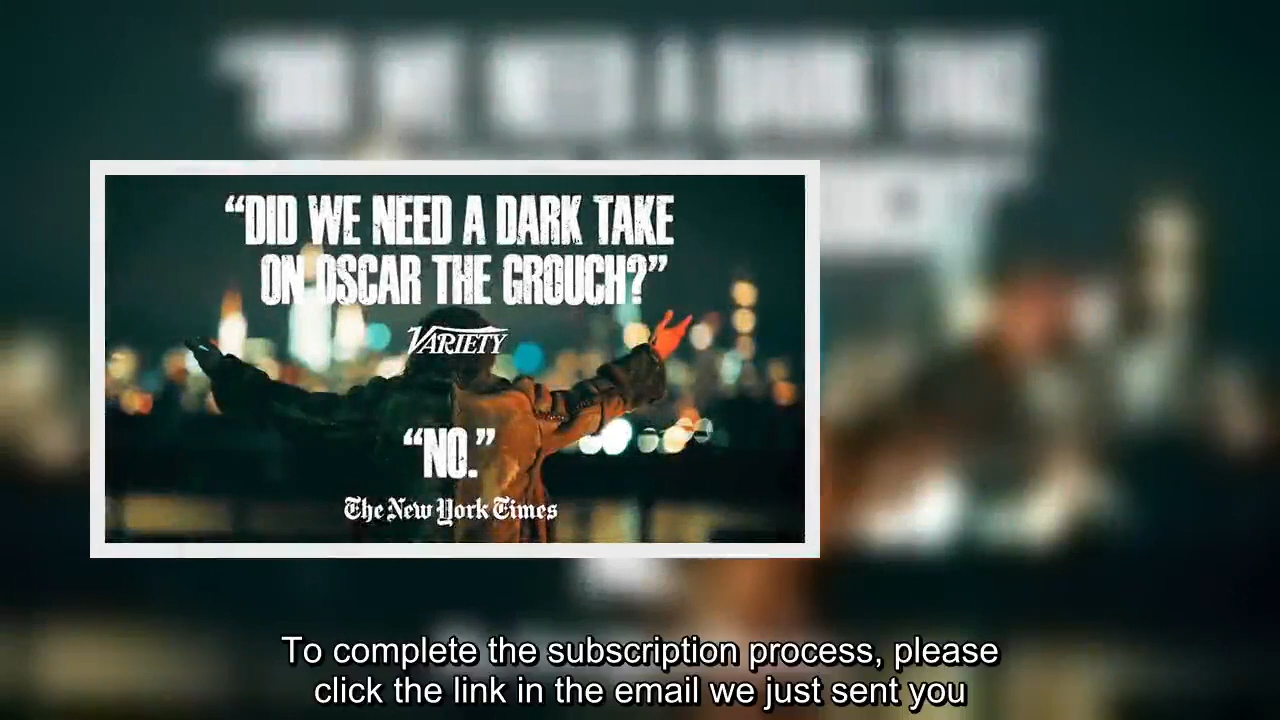 “DID WE NEED A DARK TAKE
ON OSCAR THE GROUCH?”
VARIETY
“NO.”
The New York Times
To complete the subscription process, please
click the link in the email we just sent you